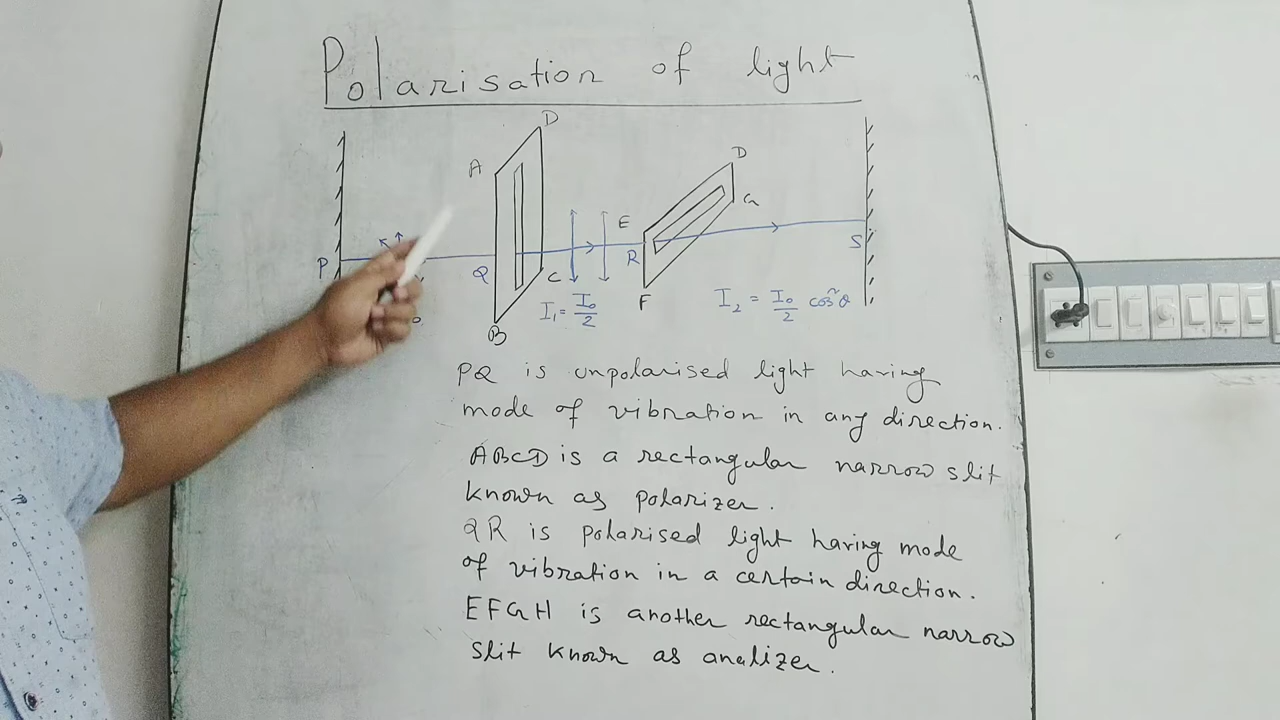 Polarisation of light
D
A
D
G
E
P
Q
R
S
C
F
I₁ = I₀/2
I₂ = I₀/2 cos²θ
B
PQ is unpolarised light having
mode of vibration in any direction.
ABCD is a rectangular narrow slit
known as polarizer.
QR is polarised light having mode
of vibration in a certain direction.
EFGH is another rectangular narrow
slit known as analizer.